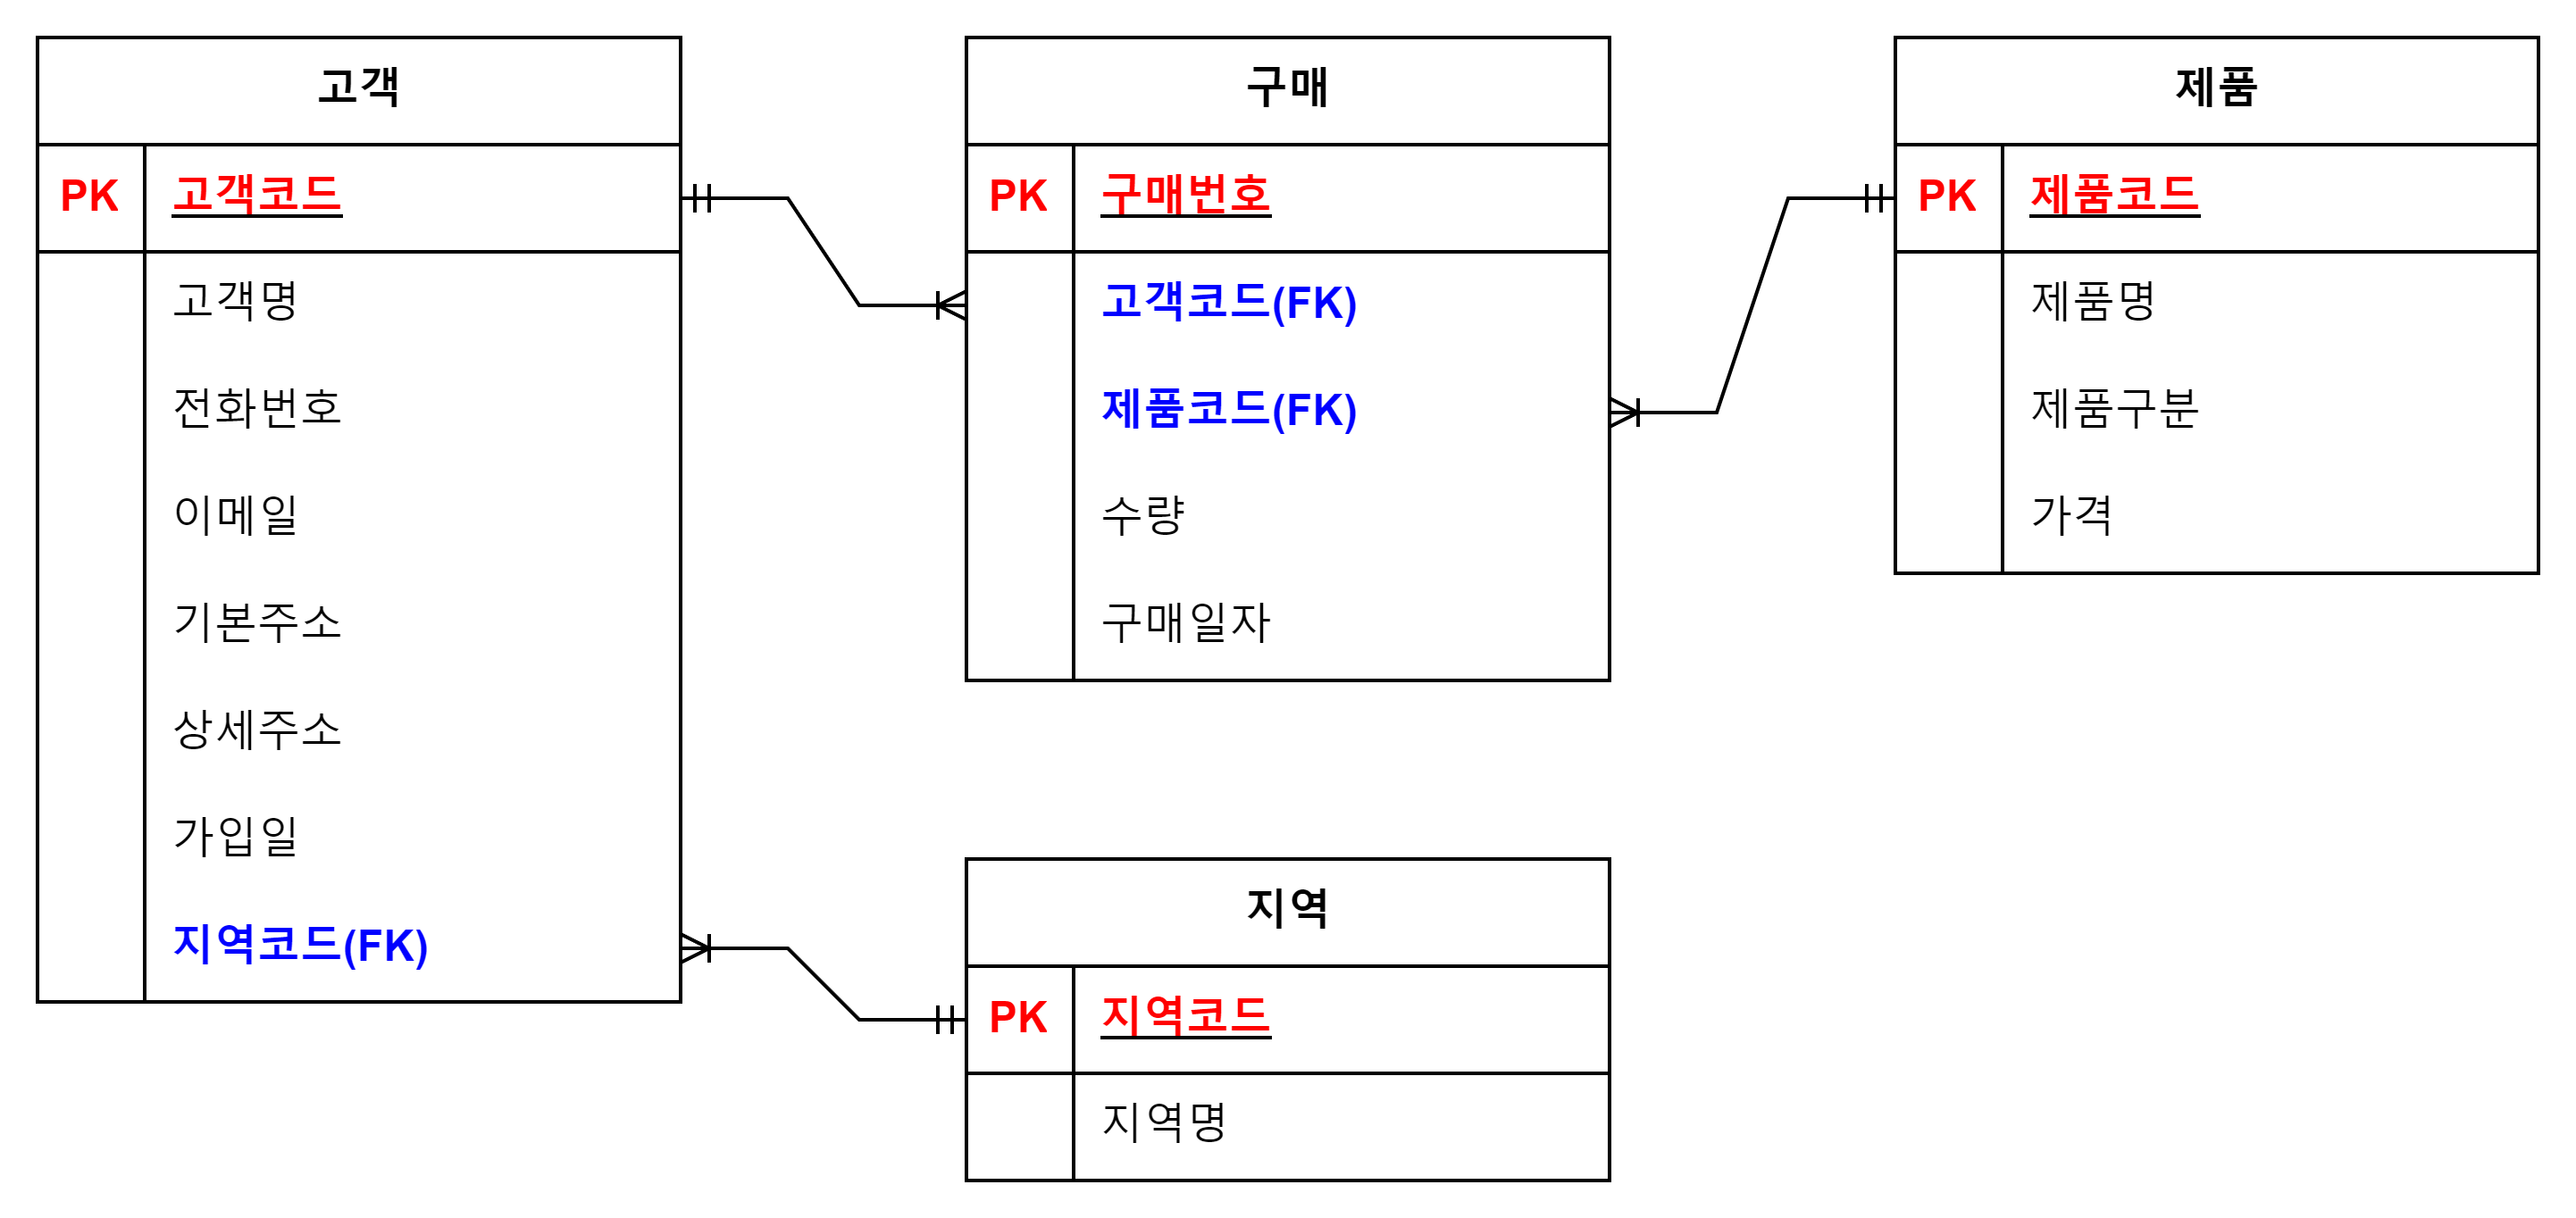 고객
PK 고객코드
고객명
전화번호
이메일
기본주소
상세주소
가입일
지역코드(FK)
구매
PK 구매번호
고객코드(FK)
제품코드(FK)
수량
구매일자
제품
PK 제품코드
제품명
제품구분
가격
지역
PK 지역코드
지역명